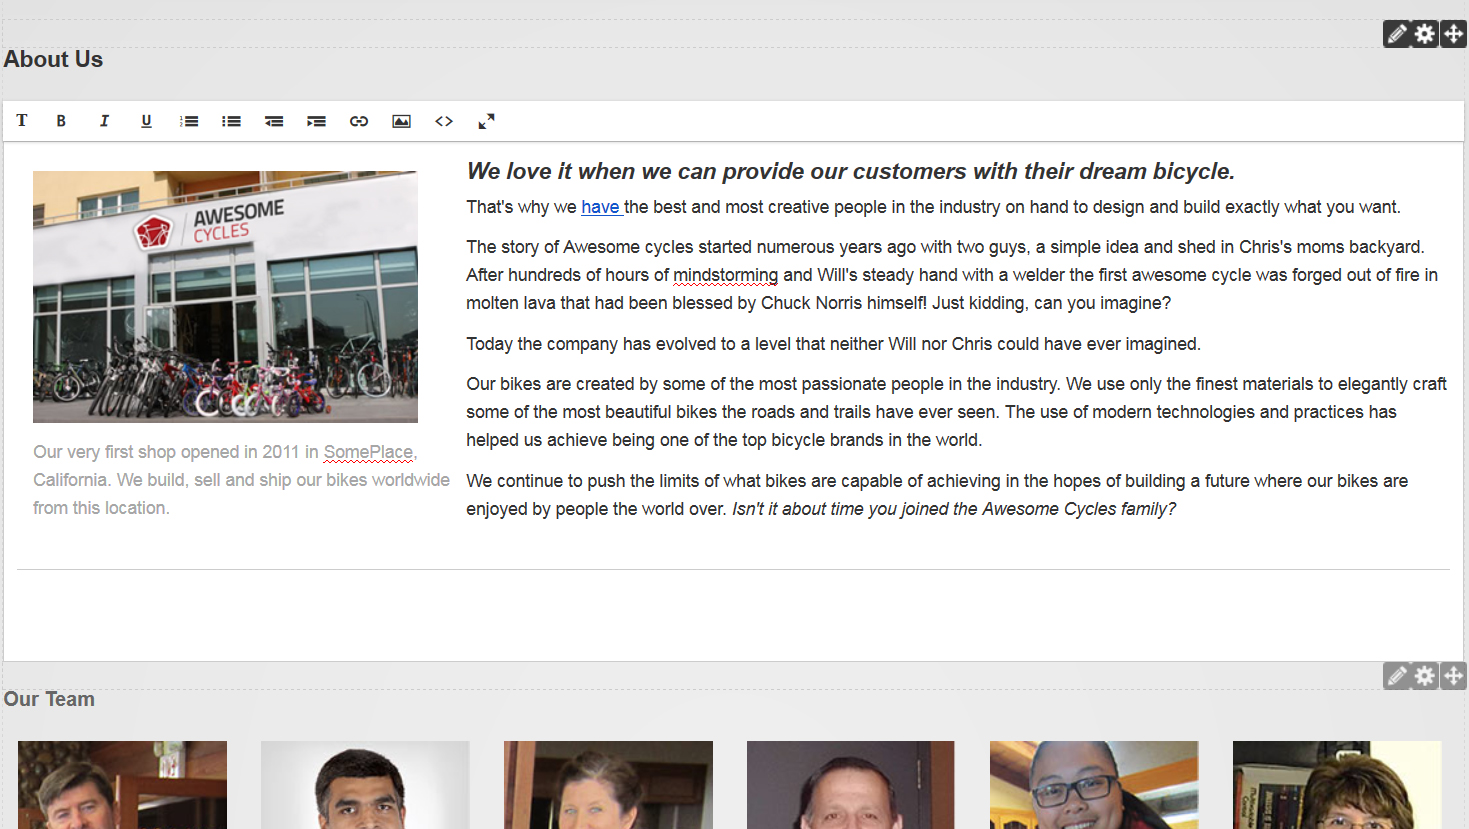 About Us
T B I U
AWESOME
CYCLES
Our very first shop opened in 2011 in SomePlace,
California. We build, sell and ship our bikes worldwide
from this location.
We love it when we can provide our customers with their dream bicycle.
That's why we have the best and most creative people in the industry on hand to design and build exactly what you want.
The story of Awesome cycles started numerous years ago with two guys, a simple idea and shed in Chris's moms backyard.
After hundreds of hours of mindstorming and Will's steady hand with a welder the first awesome cycle was forged out of fire in
molten lava that had been blessed by Chuck Norris himself! Just kidding, can you imagine?
Today the company has evolved to a level that neither Will nor Chris could have ever imagined.
Our bikes are created by some of the most passionate people in the industry. We use only the finest materials to elegantly craft
some of the most beautiful bikes the roads and trails have ever seen. The use of modern technologies and practices has
helped us achieve being one of the top bicycle brands in the world.
We continue to push the limits of what bikes are capable of achieving in the hopes of building a future where our bikes are
enjoyed by people the world over. Isn't it about time you joined the Awesome Cycles family?
Our Team